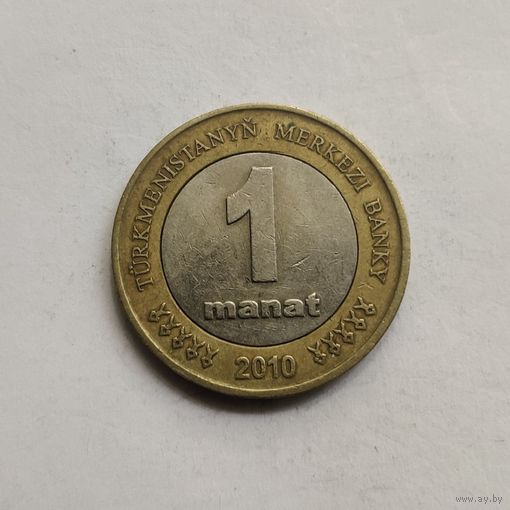 TÜRKMENISTANYŇ MERKEZI BANKY
1
manat
2010
www.ay.by